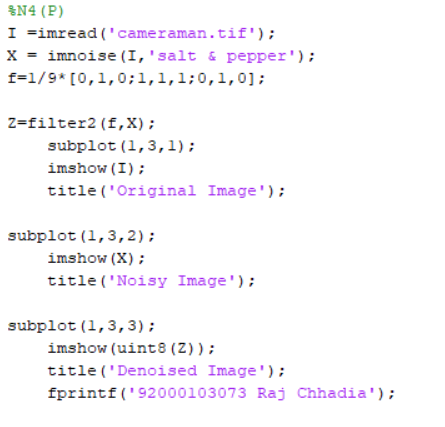 %N4(P)
I =imread('cameraman.tif');
X = imnoise(I,'salt & pepper');
f=1/9*[0,1,0;1,1,1;0,1,0];
Z=filter2(f,X);
subplot(1,3,1);
imshow(I);
title('Original Image');
subplot(1,3,2);
imshow(X);
title('Noisy Image');
subplot(1,3,3);
imshow(uint8(Z));
title('Denoised Image');
fprintf('92000103073 Raj Chhadia');